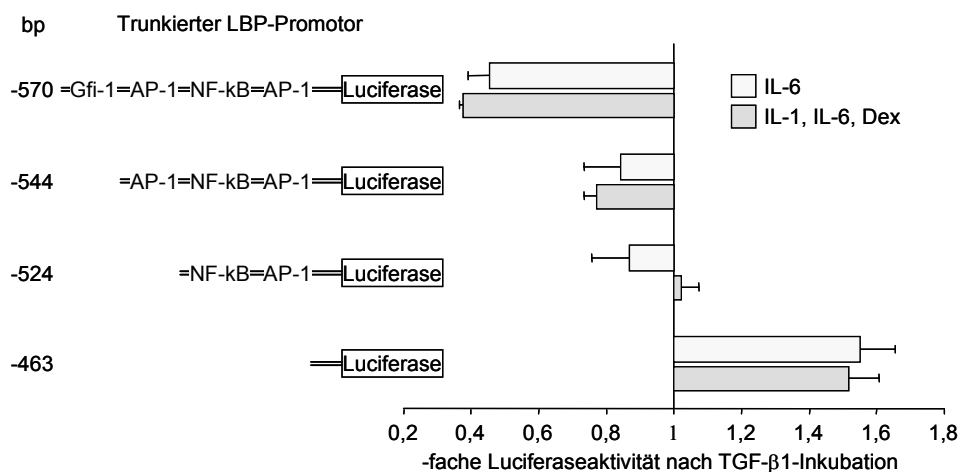 bp Trunkierter LBP-Promotor
-570 =Gfi-1=AP-1=NF-kB=AP-1 Luciferase
IL-6
IL-1, IL-6, Dex
-544 =AP-1=NF-kB=AP-1 Luciferase
-524 =NF-kB=AP-1 Luciferase
-463 Luciferase
0,2 0,4 0,6 0,8 1 1,2 1,4 1,6 1,8
-fache Luciferaseaktivität nach TGF-β1-Inkubation